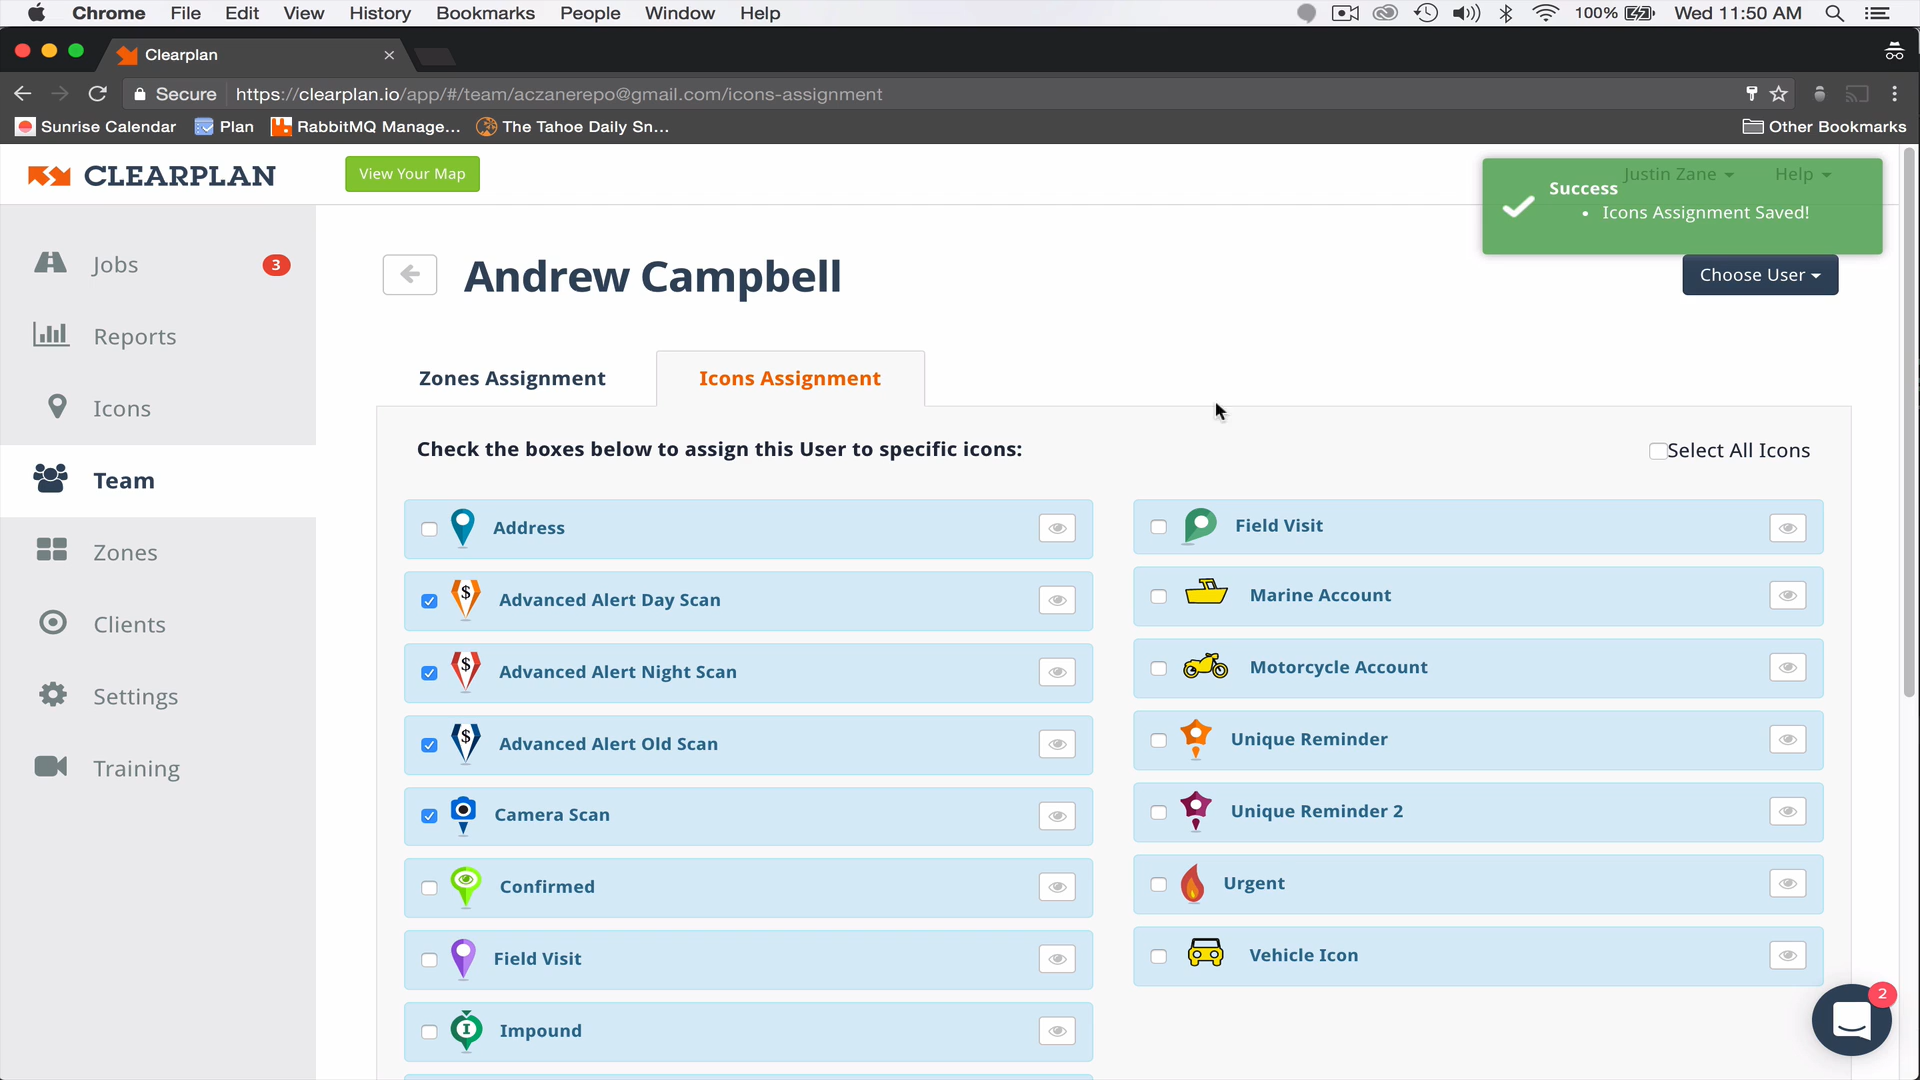 Chrome File Edit View History Bookmarks People Window Help 100% Wed 11:50 AM
Clearplan
Secure https://clearplan.io/app/#/team/aczanerepo@gmail.com/icons-assignment
Sunrise Calendar Plan RabbitMQ Manage... The Tahoe Daily Sn... Other Bookmarks
CLEARPLAN View Your Map Justin Zane Help
Success
• Icons Assignment Saved!
Jobs 3
Reports
Icons
Team
Zones
Clients
Settings
Training
Andrew Campbell
Choose User
Zones Assignment Icons Assignment
Check the boxes below to assign this User to specific icons: Select All Icons
Address
$ Advanced Alert Day Scan
$ Advanced Alert Night Scan
$ Advanced Alert Old Scan
Camera Scan
Confirmed
Field Visit
I Impound
Field Visit
Marine Account
Motorcycle Account
Unique Reminder
Unique Reminder 2
Urgent
Vehicle Icon
2